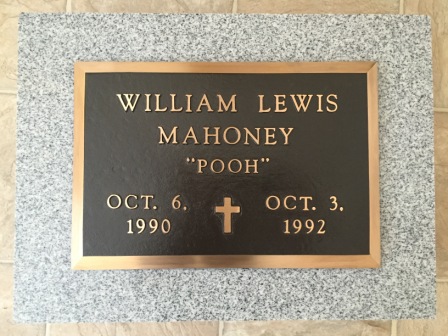 WILLIAM LEWIS
MAHONEY
"POOH"
OCT. 6, OCT. 3,
1990 1992